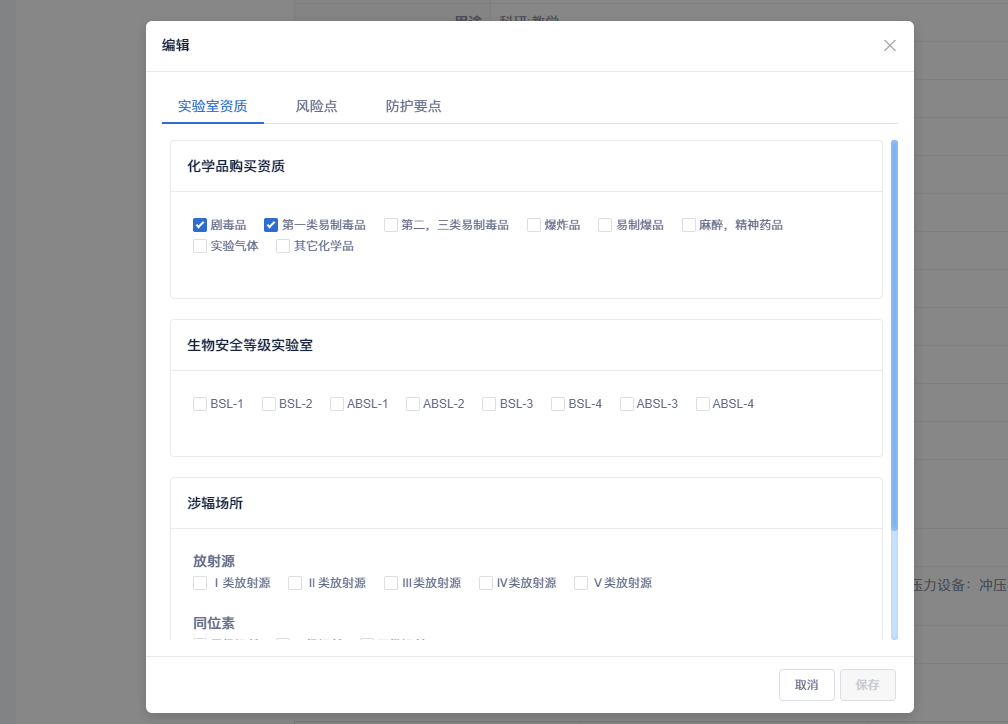 用途 科研;教学
编辑
实验室资质 风险点 防护要点
化学品购买资质
剧毒品 第一类易制毒品 第二，三类易制毒品 爆炸品 易制爆品 麻醉，精神药品
实验气体 其它化学品
生物安全等级实验室
BSL-1 BSL-2 ABSL-1 ABSL-2 BSL-3 BSL-4 ABSL-3 ABSL-4
涉辐场所
放射源
Ⅰ类放射源 Ⅱ类放射源 Ⅲ类放射源 Ⅳ类放射源 Ⅴ类放射源
压力设备：冲压
同位素
取消 保存